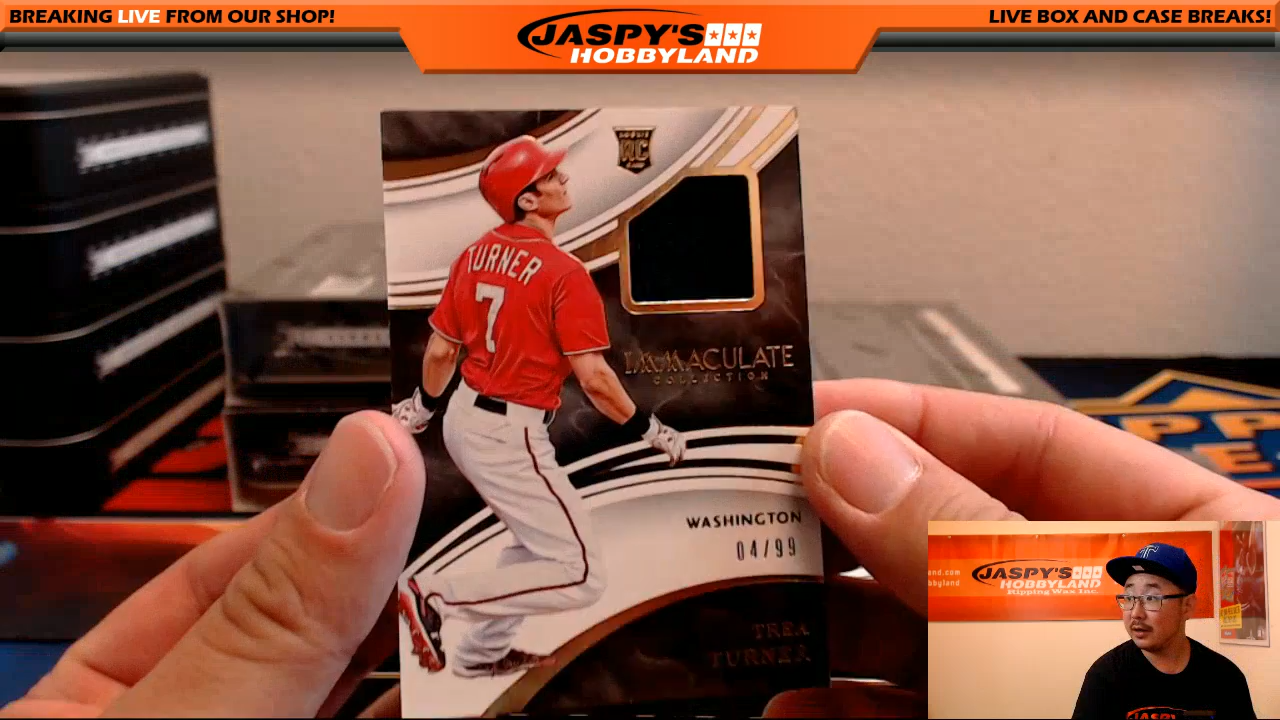 BREAKING LIVE FROM OUR SHOP!
JASPY'S
HOBBYLAND
LIVE BOX AND CASE BREAKS!
RC
TURNER
7
IMMACULATE
COLLECTION
WASHINGTON
04/99
TREA
TURNER
JASPY'S
HOBBYLAND
Ripping Wax Inc.
JASPY'S